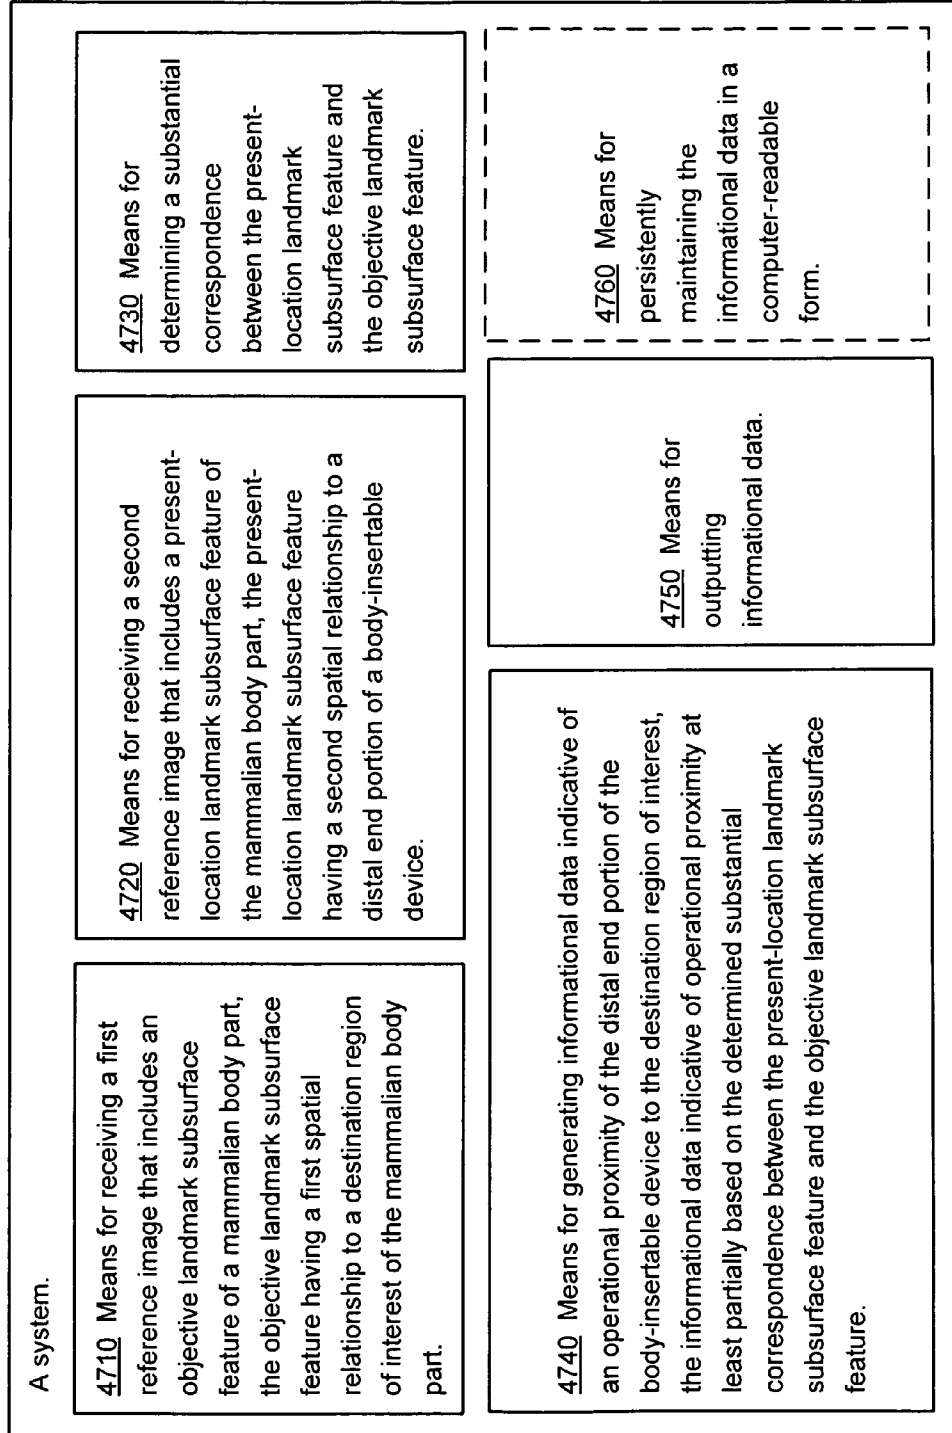 A system.
4710 Means for receiving a first
reference image that includes an
objective landmark subsurface
feature of a mammalian body part,
the objective landmark subsurface
feature having a first spatial
relationship to a destination region
of interest of the mammalian body
part.
4720 Means for receiving a second
reference image that includes a present-
location landmark subsurface feature of
the mammalian body part, the present-
location landmark subsurface feature
having a second spatial relationship to a
distal end portion of a body-insertable
device.
4730 Means for
determining a substantial
correspondence
between the present-
location landmark
subsurface feature and
the objective landmark
subsurface feature.
4740 Means for generating informational data indicative of
an operational proximity of the distal end portion of the
body-insertable device to the destination region of interest,
the informational data indicative of operational proximity at
least partially based on the determined substantial
correspondence between the present-location landmark
subsurface feature and the objective landmark subsurface
feature.
4750 Means for
outputting
informational data.
4760 Means for
persistently
maintaining the
informational data in a
computer-readable
form.